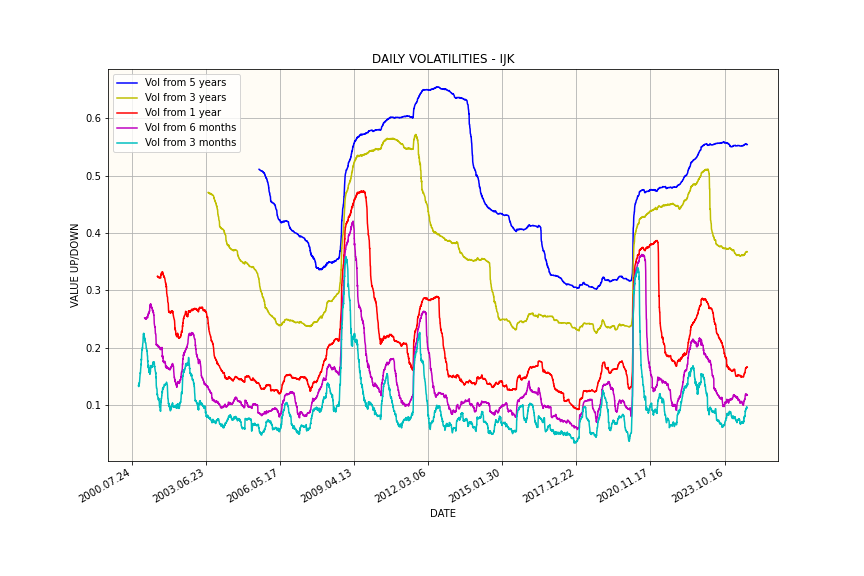 DAILY VOLATILITIES - IJK
Vol from 5 years
Vol from 3 years
Vol from 1 year
Vol from 6 months
Vol from 3 months
VALUE UP/DOWN
0.6
0.5
0.4
0.3
0.2
0.1
2000.07.24
2003.06.23
2006.05.17
2009.04.13
2012.03.06
2015.01.30
2017.12.22
2020.11.17
2023.10.16
DATE